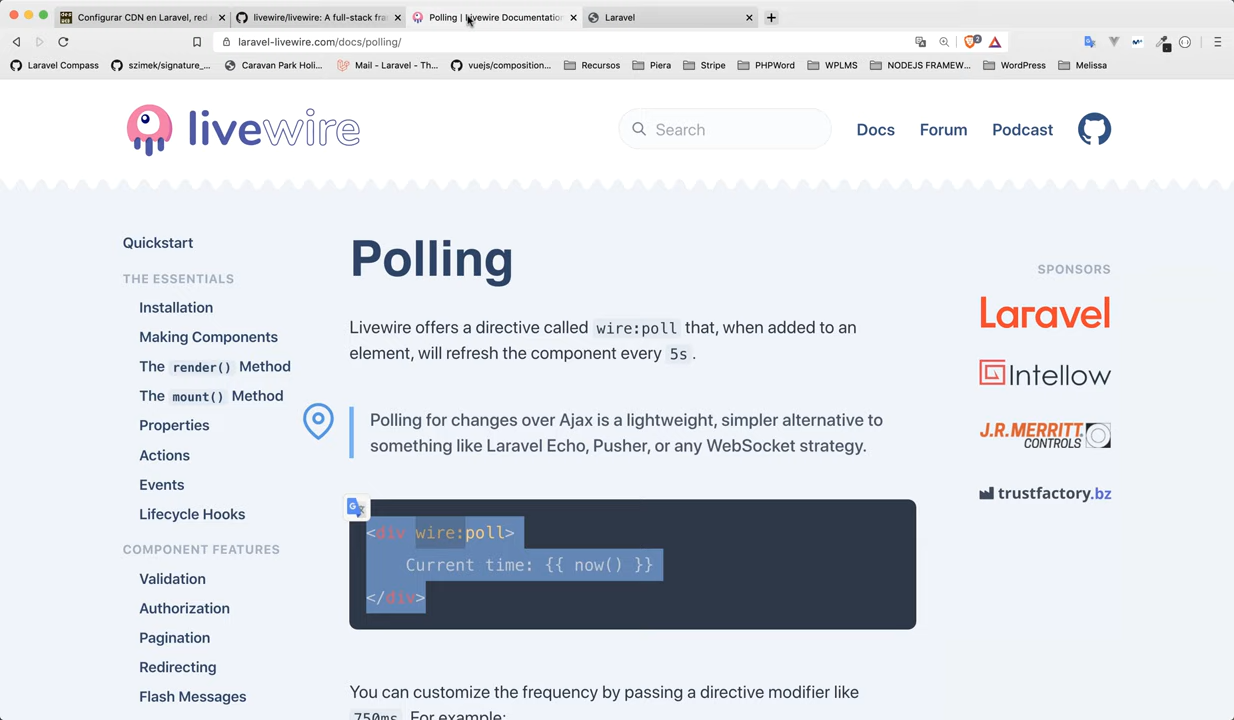 Configurar CDN en Laravel, red
livewire/livewire: A full-stack fra
Polling | Livewire Documentation
Laravel
laravel-livewire.com/docs/polling/
2
Laravel Compass
szimek/signature_...
Caravan Park Holi...
Mail - Laravel - Th...
vuejs/composition...
Recursos
Piera
Stripe
PHPWord
WPLMS
NODEJS FRAMEW...
WordPress
Melissa
livewire
Search
Docs
Forum
Podcast
Quickstart
THE ESSENTIALS
Installation
Making Components
The render() Method
The mount() Method
Properties
Actions
Events
Lifecycle Hooks
COMPONENT FEATURES
Validation
Authorization
Pagination
Redirecting
Flash Messages
Polling
Livewire offers a directive called wire:poll that, when added to an
element, will refresh the component every 5s .
Polling for changes over Ajax is a lightweight, simpler alternative to
something like Laravel Echo, Pusher, or any WebSocket strategy.
<div wire:poll>
Current time: {{ now() }}
</div>
You can customize the frequency by passing a directive modifier like
750ms. For example:
SPONSORS
Laravel
Intellow
J.R.MERRITT
CONTROLS
trustfactory.bz